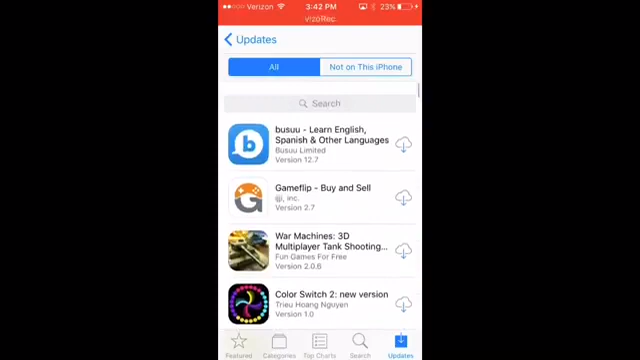 Verizon 3:42 PM 23%
vizoRec
Updates
All Not on This iPhone
Search
busuu - Learn English,
Spanish & Other Languages
Busuu Limited
Version 12.7
Gameflip - Buy and Sell
iji, inc.
Version 2.7
War Machines: 3D
Multiplayer Tank Shooting...
Fun Games For Free
Version 2.0.6
Color Switch 2: new version
Trieu Hoang Nguyen
Version 1.0
Featured Categories Top Charts Search Updates